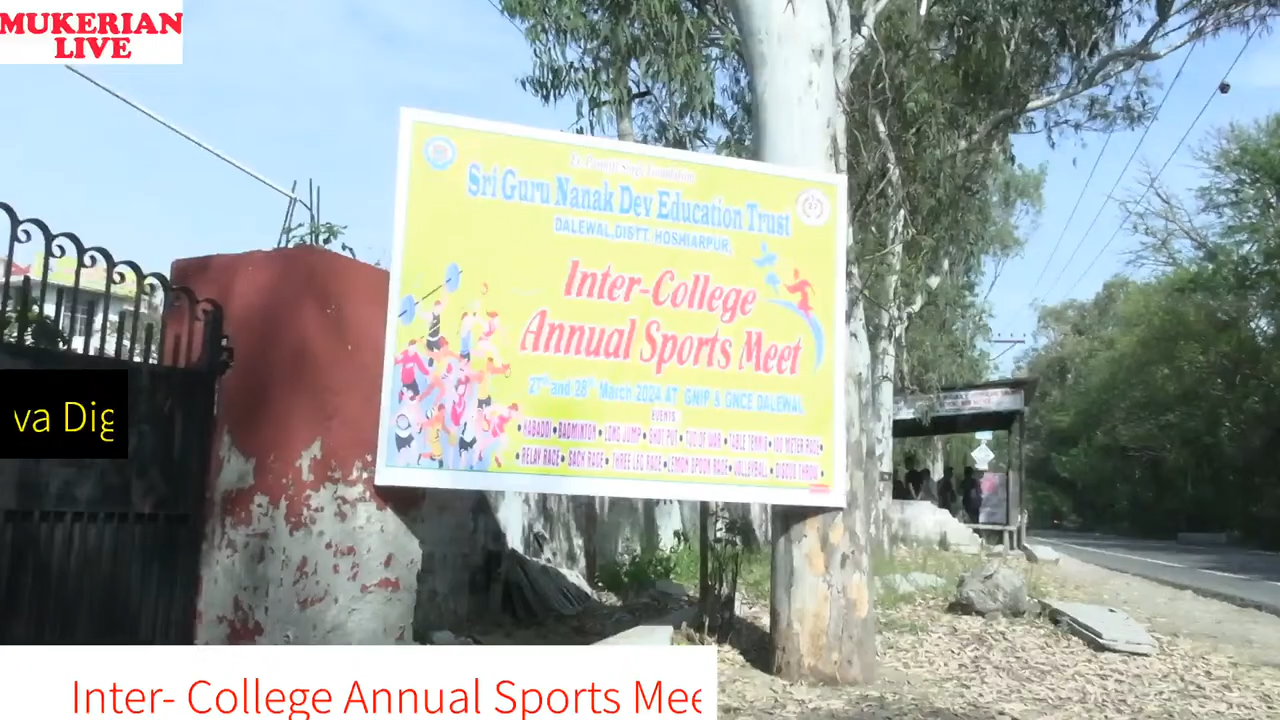 MUKERIAN
LIVE
Sri Guru Nanak Dev Education Trust
DALEWAL,DISTT. HOSHIARPUR,
Inter-College
Annual Sports Meet
27th and 28th March 2024 AT GNIP & GNCE DALEWAL
EVENTS
• KABADDI • BADMINTON • LONG JUMP • SHOT PUT • TUG OF WAR • TABLE TENNIS • 100 METER RACE
• RELAY RACE • SACK RACE • THREE LEG RACE • LEMON SPOON RACE • VOLLEYBALL • DISCUS THROW
va Dig
Inter- College Annual Sports Mee